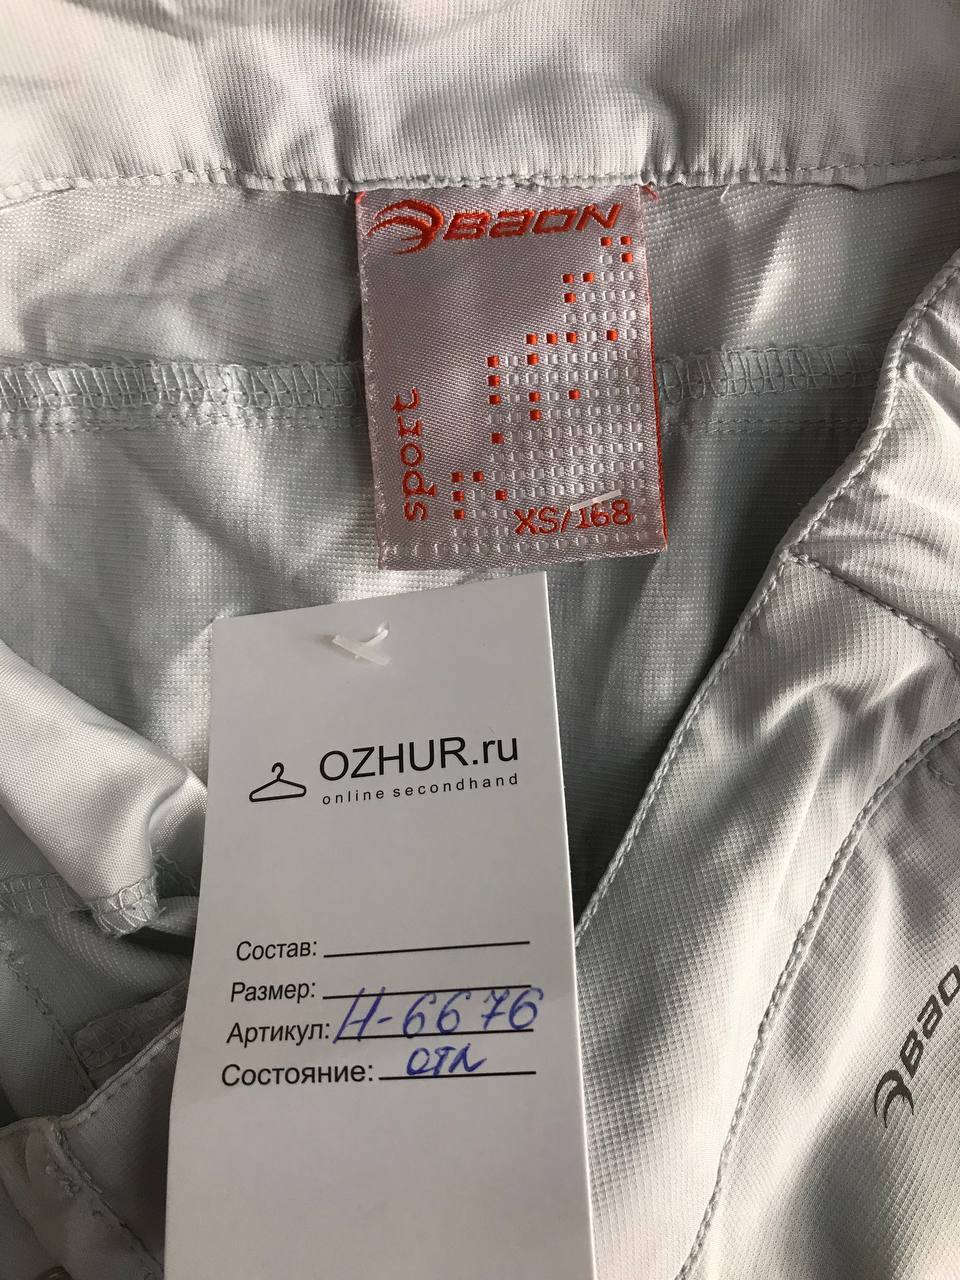 BAON
sport
XS/168
OZHUR.ru
online secondhand
Состав:
Размер:
Артикул: Н-6676
Состояние: отл
BAON